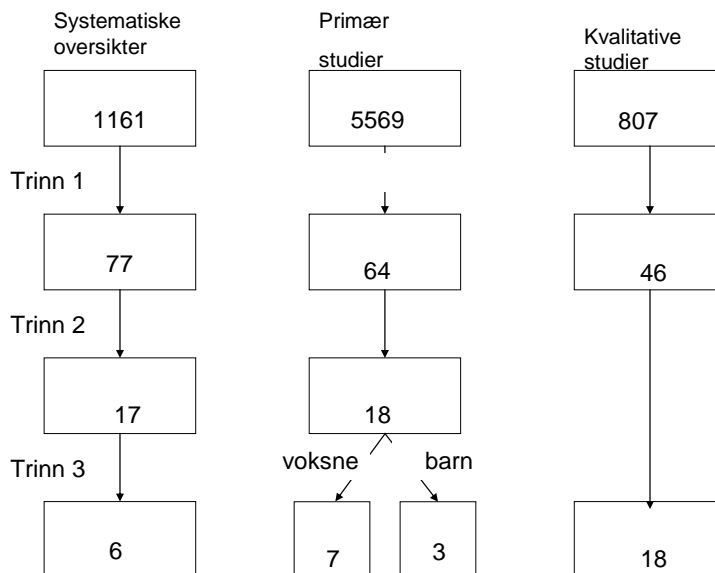 Systematiske
oversikter
Primær
studier
Kvalitative
studier
1161
5569
807
Trinn 1
77
64
46
Trinn 2
17
18
Trinn 3
voksne
barn
6
7
3
18